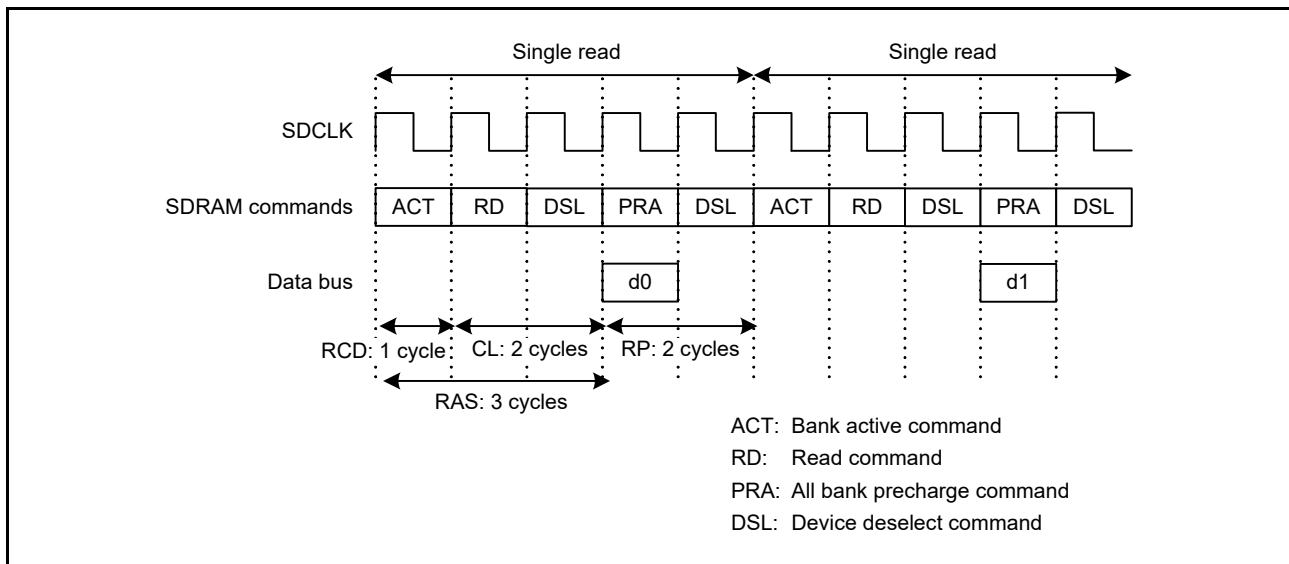 Single read Single read
SDCLK
SDRAM commands ACT RD DSL PRA DSL ACT RD DSL PRA DSL
Data bus d0 d1
RCD: 1 cycle CL: 2 cycles RP: 2 cycles
RAS: 3 cycles
ACT: Bank active command
RD: Read command
PRA: All bank precharge command
DSL: Device deselect command